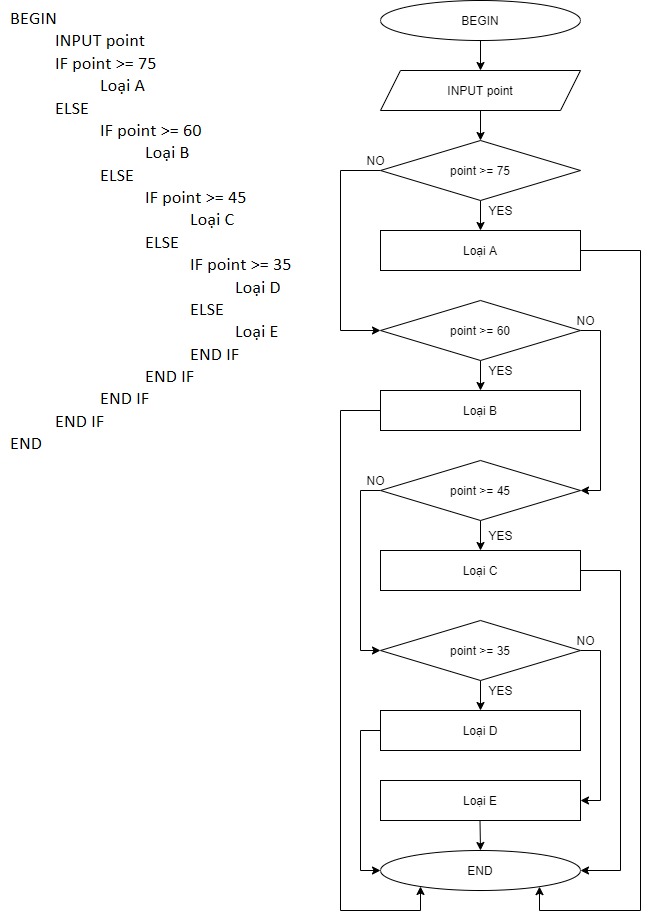 BEGIN
INPUT point
IF point >= 75
Loại A
ELSE
IF point >= 60
Loại B
ELSE
IF point >= 45
Loại C
ELSE
IF point >= 35
Loại D
ELSE
Loại E
END IF
END IF
END IF
END IF
END
BEGIN
INPUT point
NO
point >= 75
YES
Loại A
NO
point >= 60
YES
Loại B
NO
point >= 45
YES
Loại C
NO
point >= 35
YES
Loại D
Loại E
END